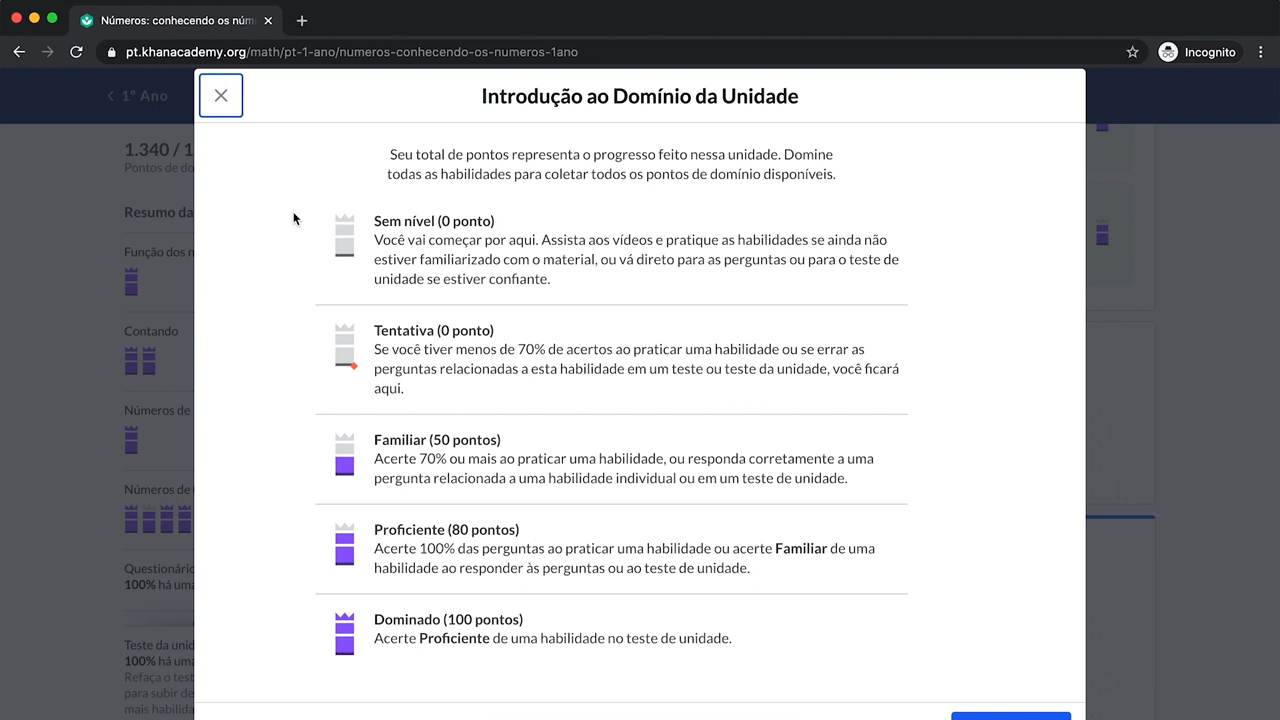 Números: conhecendo os núm
pt.khanacademy.org/math/pt-1-ano/numeros-conhecendo-os-numeros-1ano
Incognito
1º Ano
Introdução ao Domínio da Unidade
1.340 / 1
Pontos de do
Resumo da
Função dos n
Contando
Números de
Números de
Questionário
100% há uma
Teste da unid
100% há uma
Refaça o test
para subir de
mais habilida
Seu total de pontos representa o progresso feito nessa unidade. Domine
todas as habilidades para coletar todos os pontos de domínio disponíveis.
Sem nível (0 ponto)
Você vai começar por aqui. Assista aos vídeos e pratique as habilidades se ainda não
estiver familiarizado com o material, ou vá direto para as perguntas ou para o teste de
unidade se estiver confiante.
Tentativa (0 ponto)
Se você tiver menos de 70% de acertos ao praticar uma habilidade ou se errar as
perguntas relacionadas a esta habilidade em um teste ou teste da unidade, você ficará
aqui.
Familiar (50 pontos)
Acerte 70% ou mais ao praticar uma habilidade, ou responda corretamente a uma
pergunta relacionada a uma habilidade individual ou em um teste de unidade.
Proficiente (80 pontos)
Acerte 100% das perguntas ao praticar uma habilidade ou acerte Familiar de uma
habilidade ao responder às perguntas ou ao teste de unidade.
Dominado (100 pontos)
Acerte Proficiente de uma habilidade no teste de unidade.